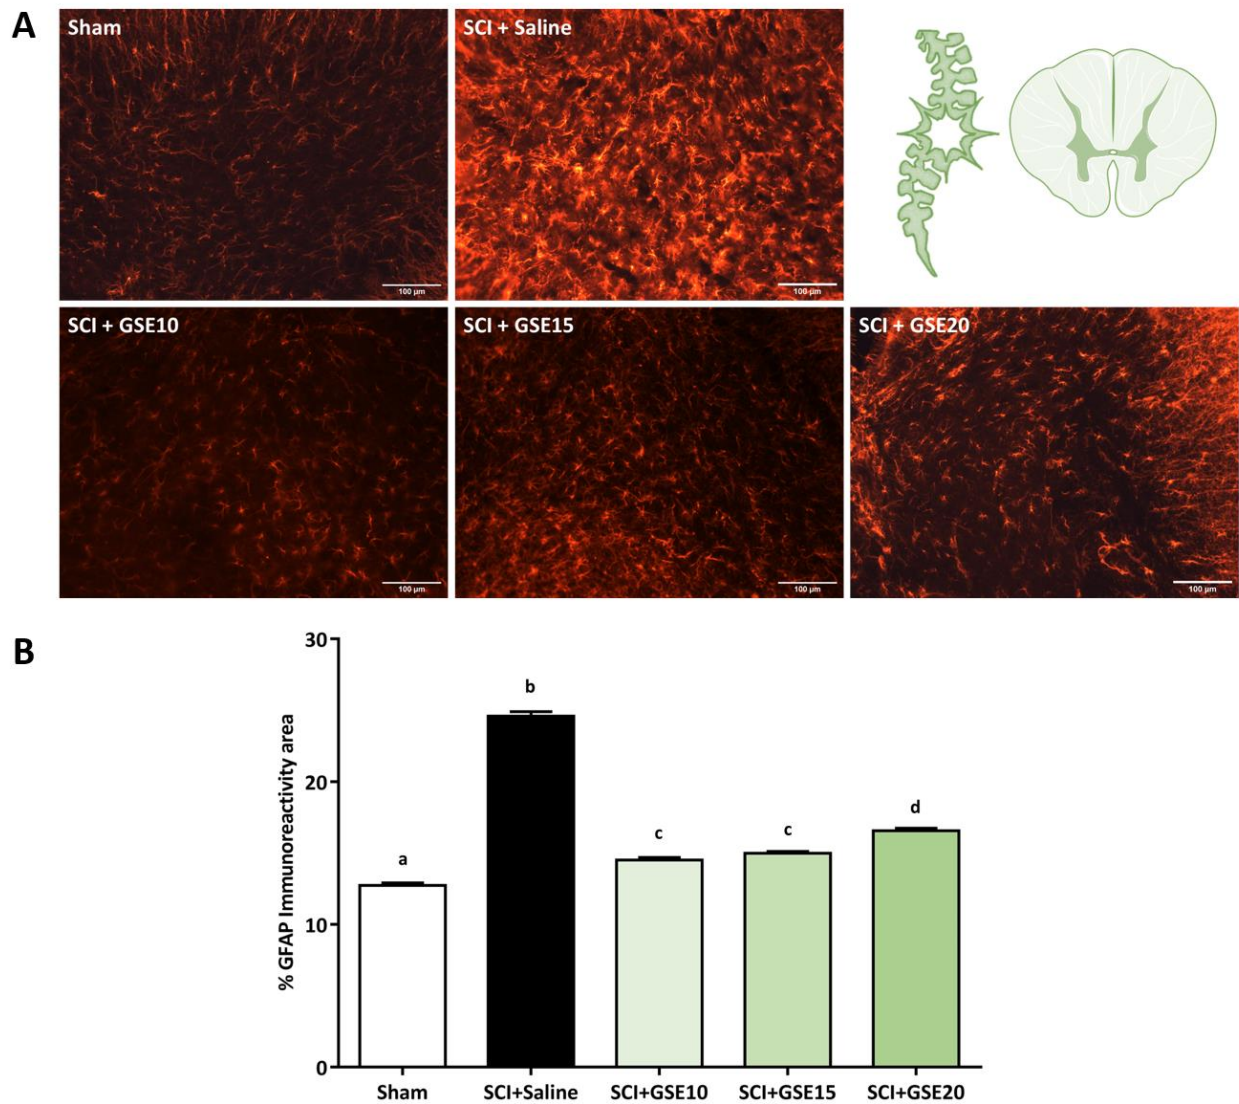 A
Sham
SCI + Saline
100 µm
100 µm
SCI + GSE10
SCI + GSE15
SCI + GSE20
100 µm
100 µm
100 µm
B
% GFAP Immunoreactivity area
30
20
10
0
a
b
c
c
d
Sham
SCI+Saline
SCI+GSE10
SCI+GSE15
SCI+GSE20